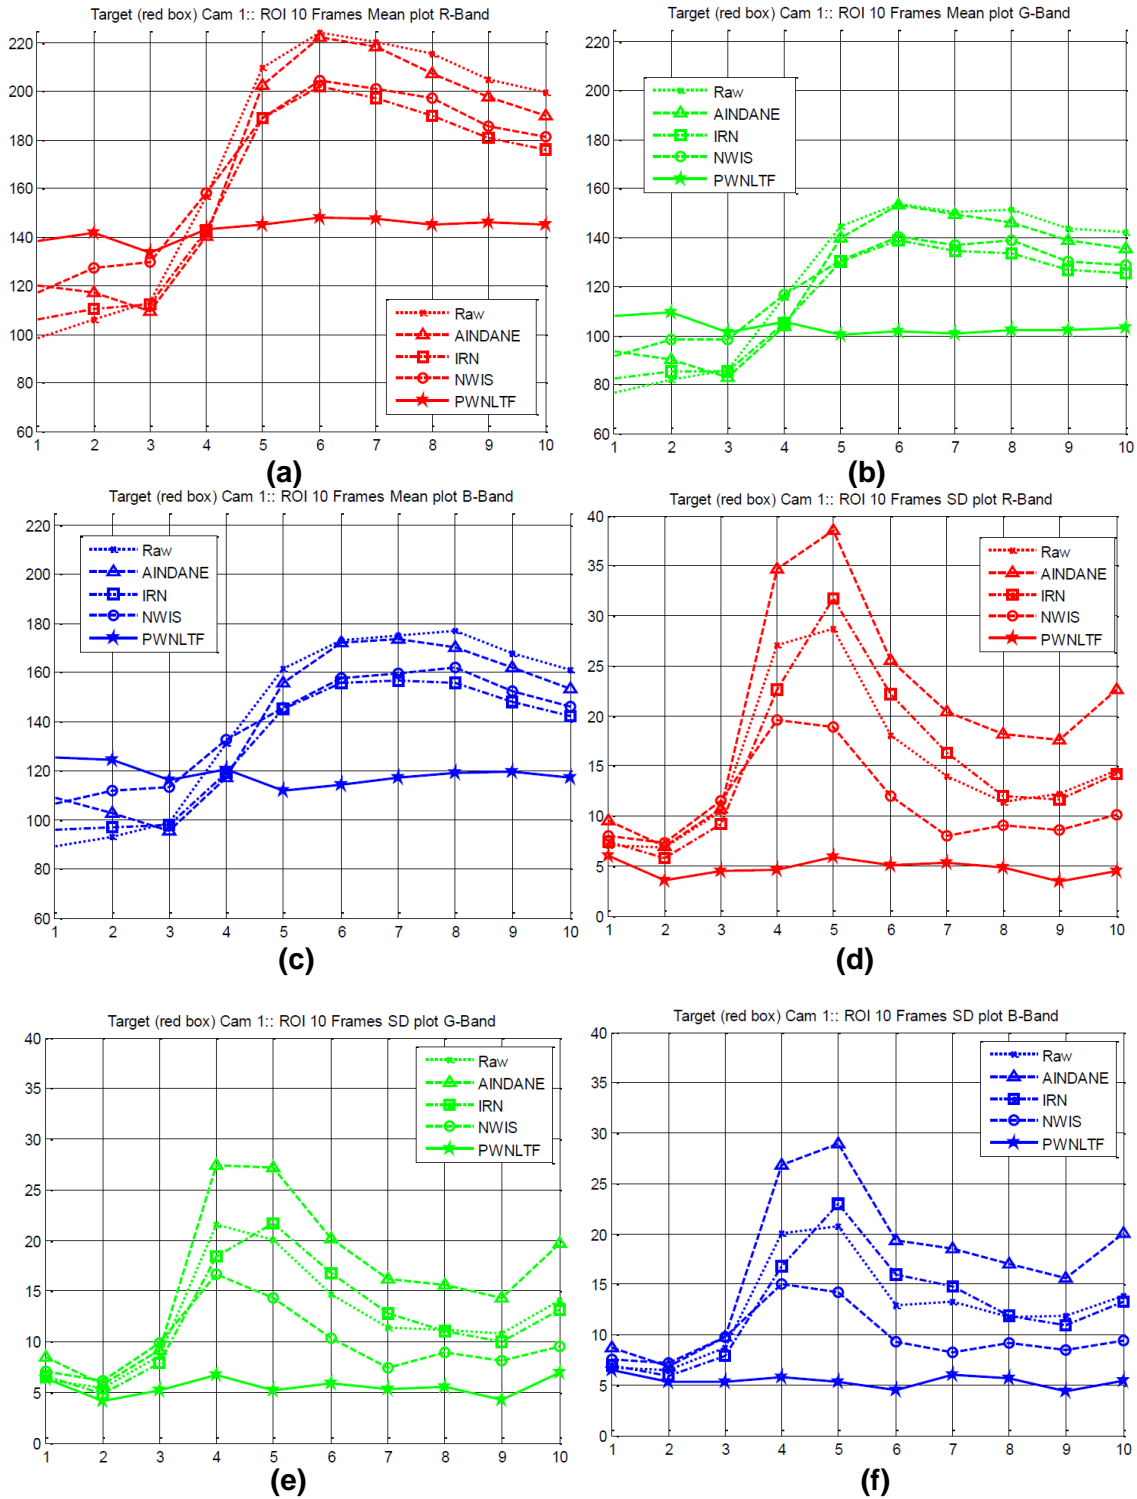 Target (red box) Cam 1:: ROI 10 Frames Mean plot R-Band
220
200
180
160
140
120
100
80
60
1 2 3 4 5 6 7 8 9 10
Raw
AINDANE
IRN
NWIS
PWNLTF
(a)
Target (red box) Cam 1:: ROI 10 Frames Mean plot G-Band
220
200
180
160
140
120
100
80
60
1 2 3 4 5 6 7 8 9 10
Raw
AINDANE
IRN
NWIS
PWNLTF
(b)
Target (red box) Cam 1:: ROI 10 Frames Mean plot B-Band
220
200
180
160
140
120
100
80
60
1 2 3 4 5 6 7 8 9 10
Raw
AINDANE
IRN
NWIS
PWNLTF
(c)
Target (red box) Cam 1:: ROI 10 Frames SD plot R-Band
40
35
30
25
20
15
10
5
0
1 2 3 4 5 6 7 8 9 10
Raw
AINDANE
IRN
NWIS
PWNLTF
(d)
Target (red box) Cam 1:: ROI 10 Frames SD plot G-Band
40
35
30
25
20
15
10
5
0
1 2 3 4 5 6 7 8 9 10
Raw
AINDANE
IRN
NWIS
PWNLTF
(e)
Target (red box) Cam 1:: ROI 10 Frames SD plot B-Band
40
35
30
25
20
15
10
5
0
1 2 3 4 5 6 7 8 9 10
Raw
AINDANE
IRN
NWIS
PWNLTF
(f)